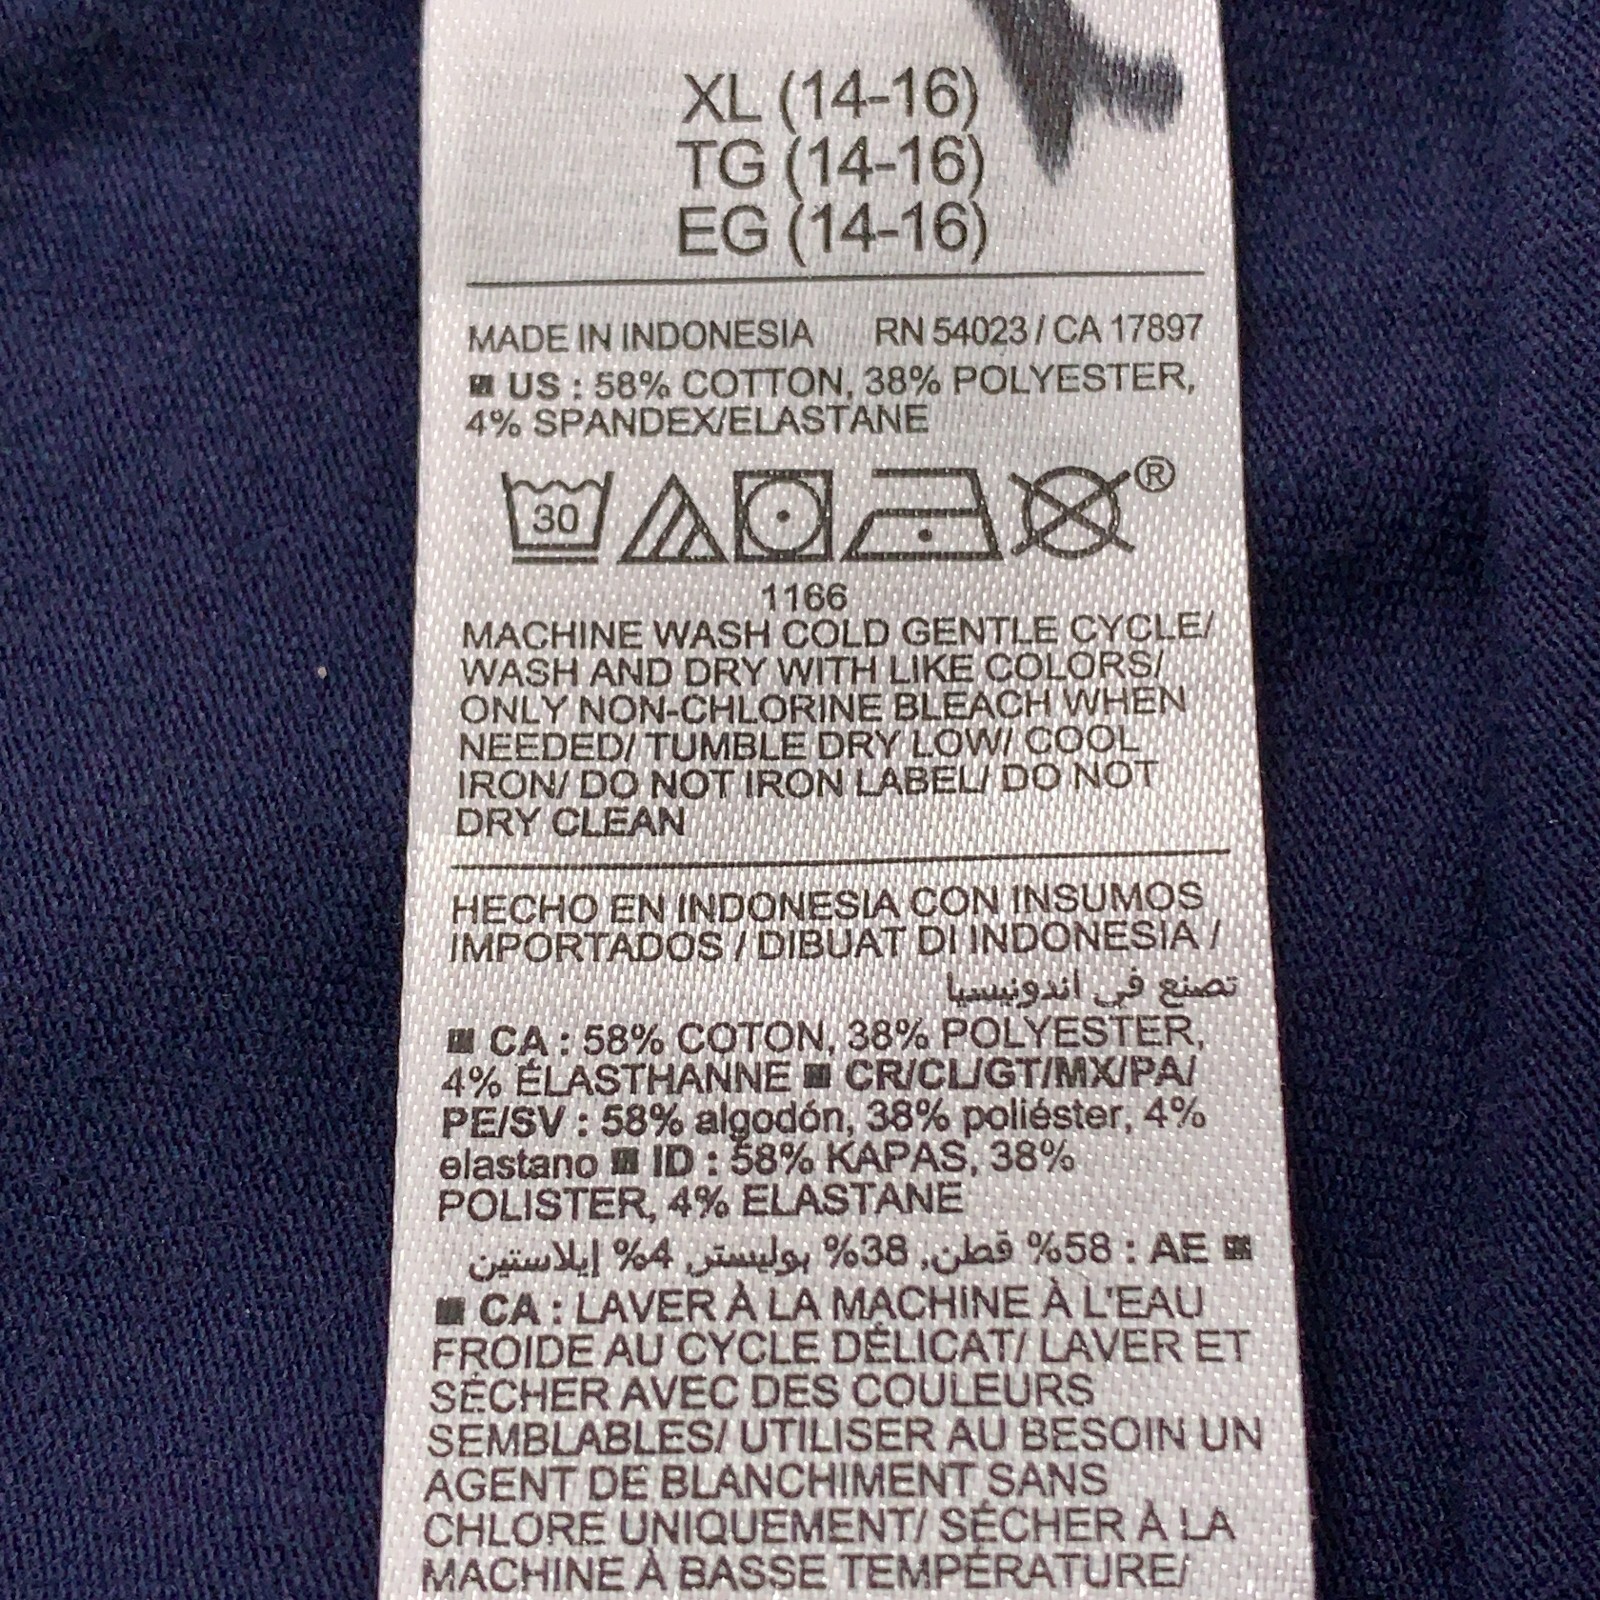 XL (14-16)
TG (14-16)
EG (14-16)
MADE IN INDONESIA RN 54023 / CA 17897
US : 58% COTTON, 38% POLYESTER,
4% SPANDEX/ELASTANE
30
®
1166
MACHINE WASH COLD GENTLE CYCLE/
WASH AND DRY WITH LIKE COLORS/
ONLY NON-CHLORINE BLEACH WHEN
NEEDED/ TUMBLE DRY LOW/ COOL
IRON/ DO NOT IRON LABEL/ DO NOT
DRY CLEAN
HECHO EN INDONESIA CON INSUMOS
IMPORTADOS / DIBUAT DI INDONESIA /
تصنع في اندونيسيا
CA : 58% COTON, 38% POLYESTER,
4% ÉLASTHANNE CR/CL/GT/MX/PA/
PE/SV : 58% algodón, 38% poliéster, 4%
elastano ID : 58% KAPAS, 38%
POLISTER, 4% ELASTANE
AE : 58% قطن, 38% بوليستر, 4% إيلاستين
CA : LAVER À LA MACHINE À L'EAU
FROIDE AU CYCLE DÉLICAT/ LAVER ET
SÉCHER AVEC DES COULEURS
SEMBLABLES/ UTILISER AU BESOIN UN
AGENT DE BLANCHIMENT SANS
CHLORE UNIQUEMENT/ SÉCHER À LA
MACHINE À BASSE TEMPÉRATURE/